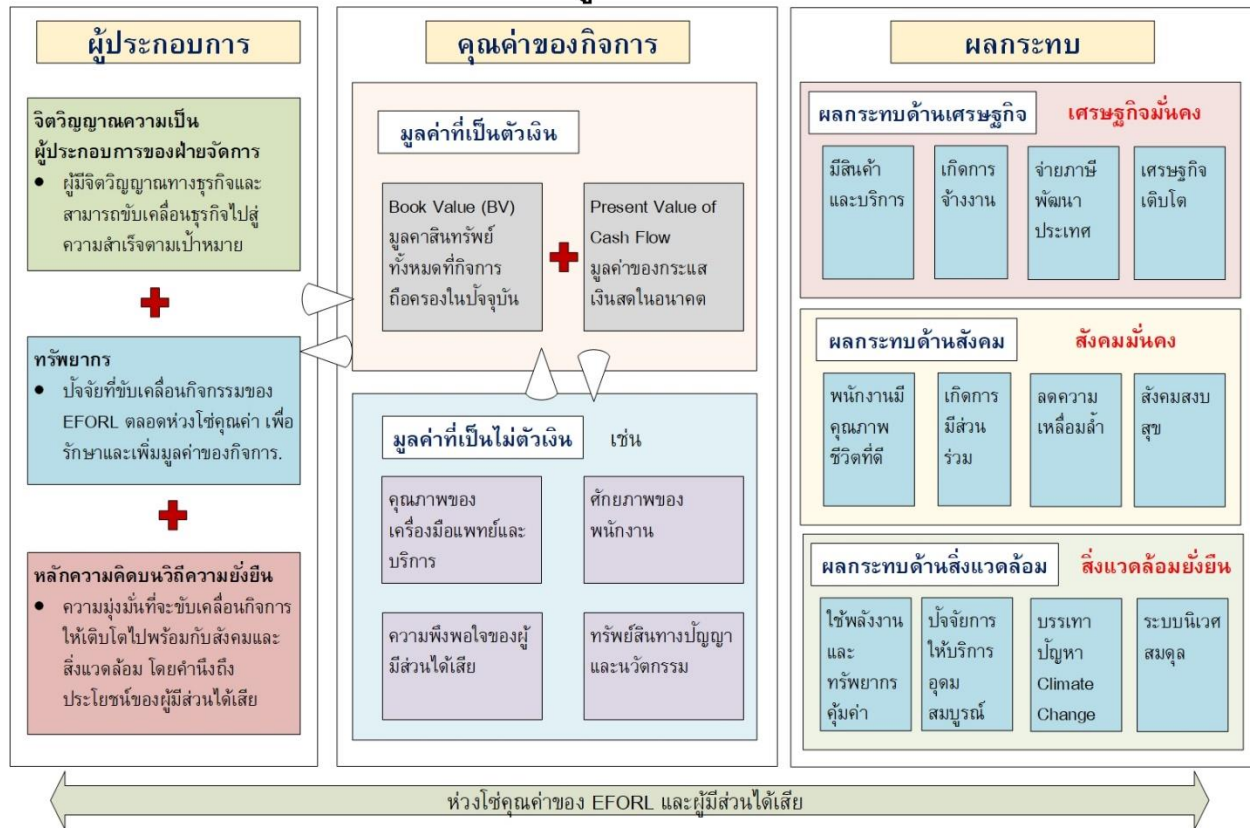 ผู้ประกอบการ
จิตวิญญาณความเป็น
ผู้ประกอบการของฝ่ายจัดการ
• ผู้มีจิตวิญญาณทางธุรกิจและ
สามารถขับเคลื่อนธุรกิจไปสู่
ความสำเร็จตามเป้าหมาย
ทรัพยากร
• ปัจจัยที่ขับเคลื่อนกิจกรรมของ
EFORL ตลอดห่วงโซ่คุณค่า เพื่อ
รักษาและเพิ่มมูลค่าของกิจการ.
หลักความคิดบนวิถีความยั่งยืน
• ความมุ่งมั่นที่จะขับเคลื่อนกิจการ
ให้เติบโตไปพร้อมกับสังคมและ
สิ่งแวดล้อม โดยคำนึงถึง
ประโยชน์ของผู้มีส่วนได้เสีย
คุณค่าของกิจการ
มูลค่าที่เป็นตัวเงิน
Book Value (BV)
มูลคาสินทรัพย์
ทั้งหมดที่กิจการ
ถือครองในปัจจุบัน
Present Value of
Cash Flow
มูลค่าของกระแส
เงินสดในอนาคต
มูลค่าที่เป็นไม่ตัวเงิน เช่น
คุณภาพของ
เครื่องมือแพทย์และ
บริการ
ศักยภาพของ
พนักงาน
ความพึงพอใจของผู้
มีส่วนได้เสีย
ทรัพย์สินทางปัญญา
และนวัตกรรม
ผลกระทบ
ผลกระทบด้านเศรษฐกิจ เศรษฐกิจมั่นคง
มีสินค้า
และบริการ
เกิดการ
จ้างงาน
จ่ายภาษี
พัฒนา
ประเทศ
เศรษฐกิจ
เติบโต
ผลกระทบด้านสังคม สังคมมั่นคง
พนักงานมี
คุณภาพ
ชีวิตที่ดี
เกิดการ
มีส่วน
ร่วม
ลดความ
เหลื่อมล้ำ
สังคมสงบ
สุข
ผลกระทบด้านสิ่งแวดล้อม สิ่งแวดล้อมยั่งยืน
ใช้พลังงาน
และ
ทรัพยากร
คุ้มค่า
ปัจจัยการ
ให้บริการ
อุดม
สมบูรณ์
บรรเทา
ปัญหา
Climate
Change
ระบบนิเวศ
สมดุล
ห่วงโซ่คุณค่าของ EFORL และผู้มีส่วนได้เสีย